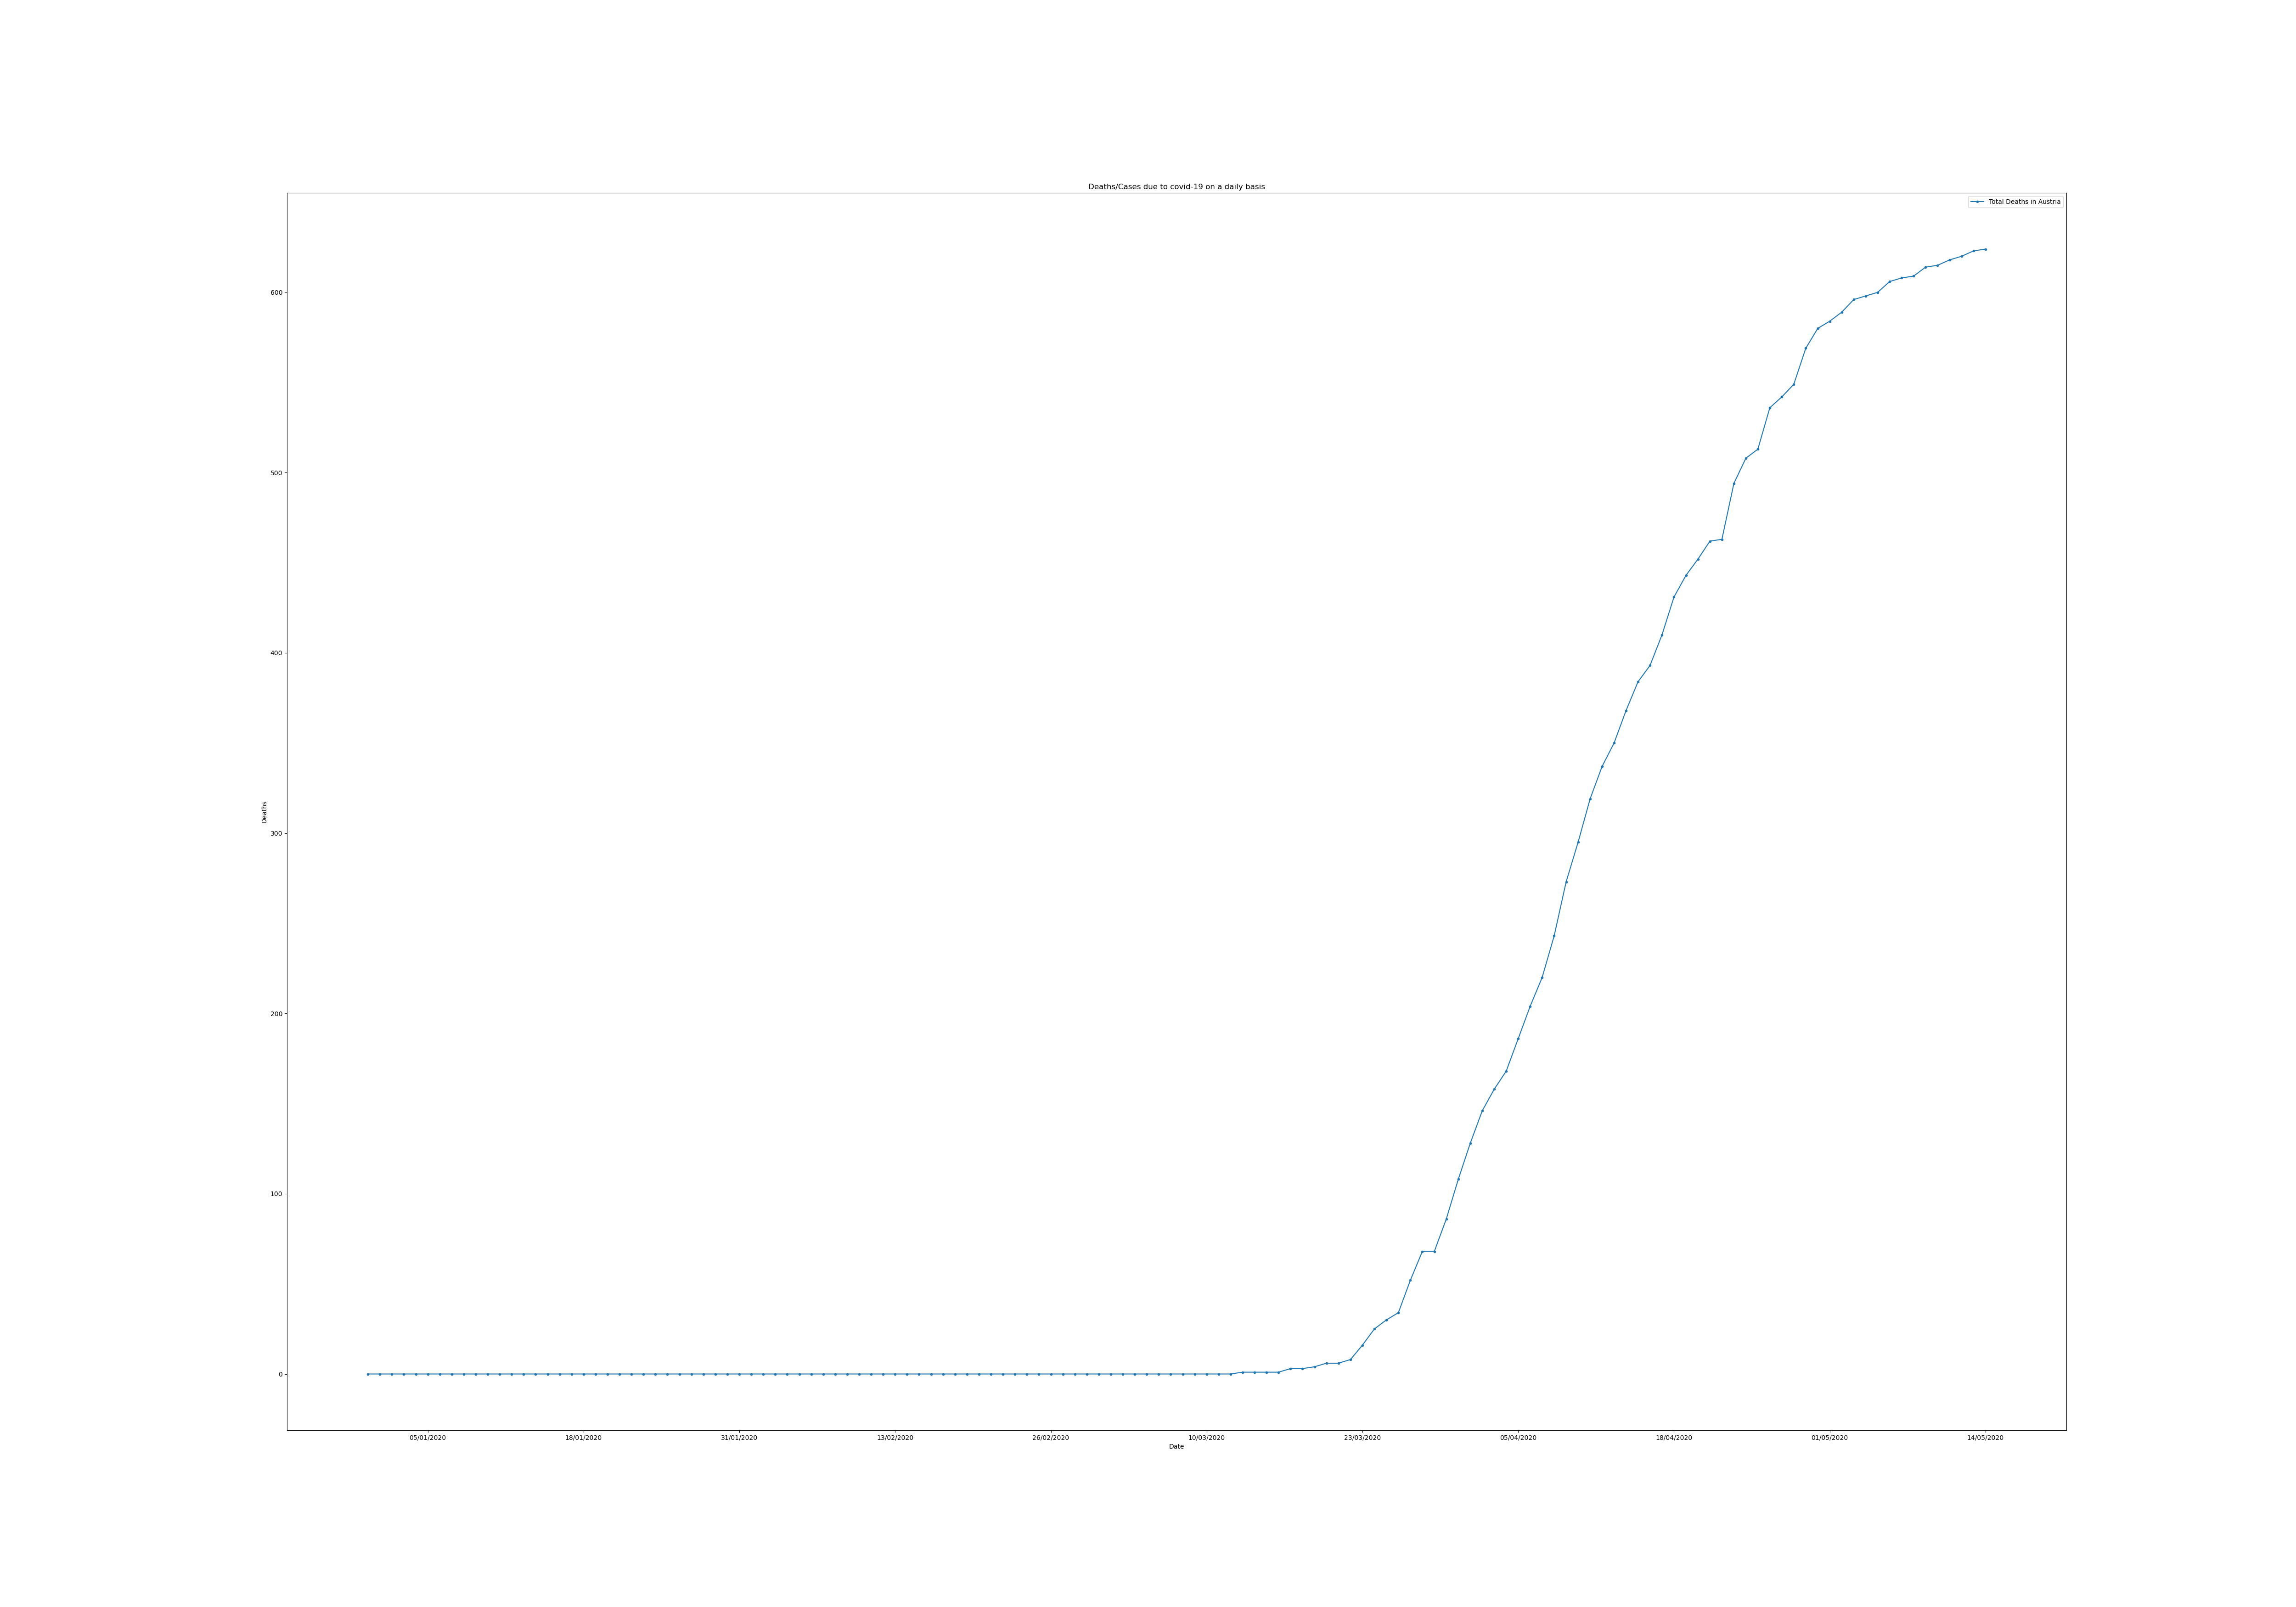 Deaths/Cases due to covid-19 on a daily basis
Total Deaths in Austria
600
500
400
300
200
100
0
Deaths
05/01/2020 18/01/2020 31/01/2020 13/02/2020 26/02/2020 10/03/2020 23/03/2020 05/04/2020 18/04/2020 01/05/2020 14/05/2020
Date